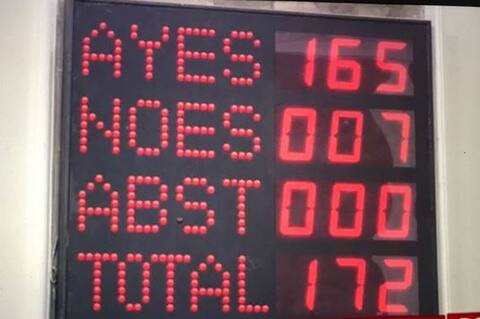 AYES 165
NOES 007
ABST 000
TOTAL 172